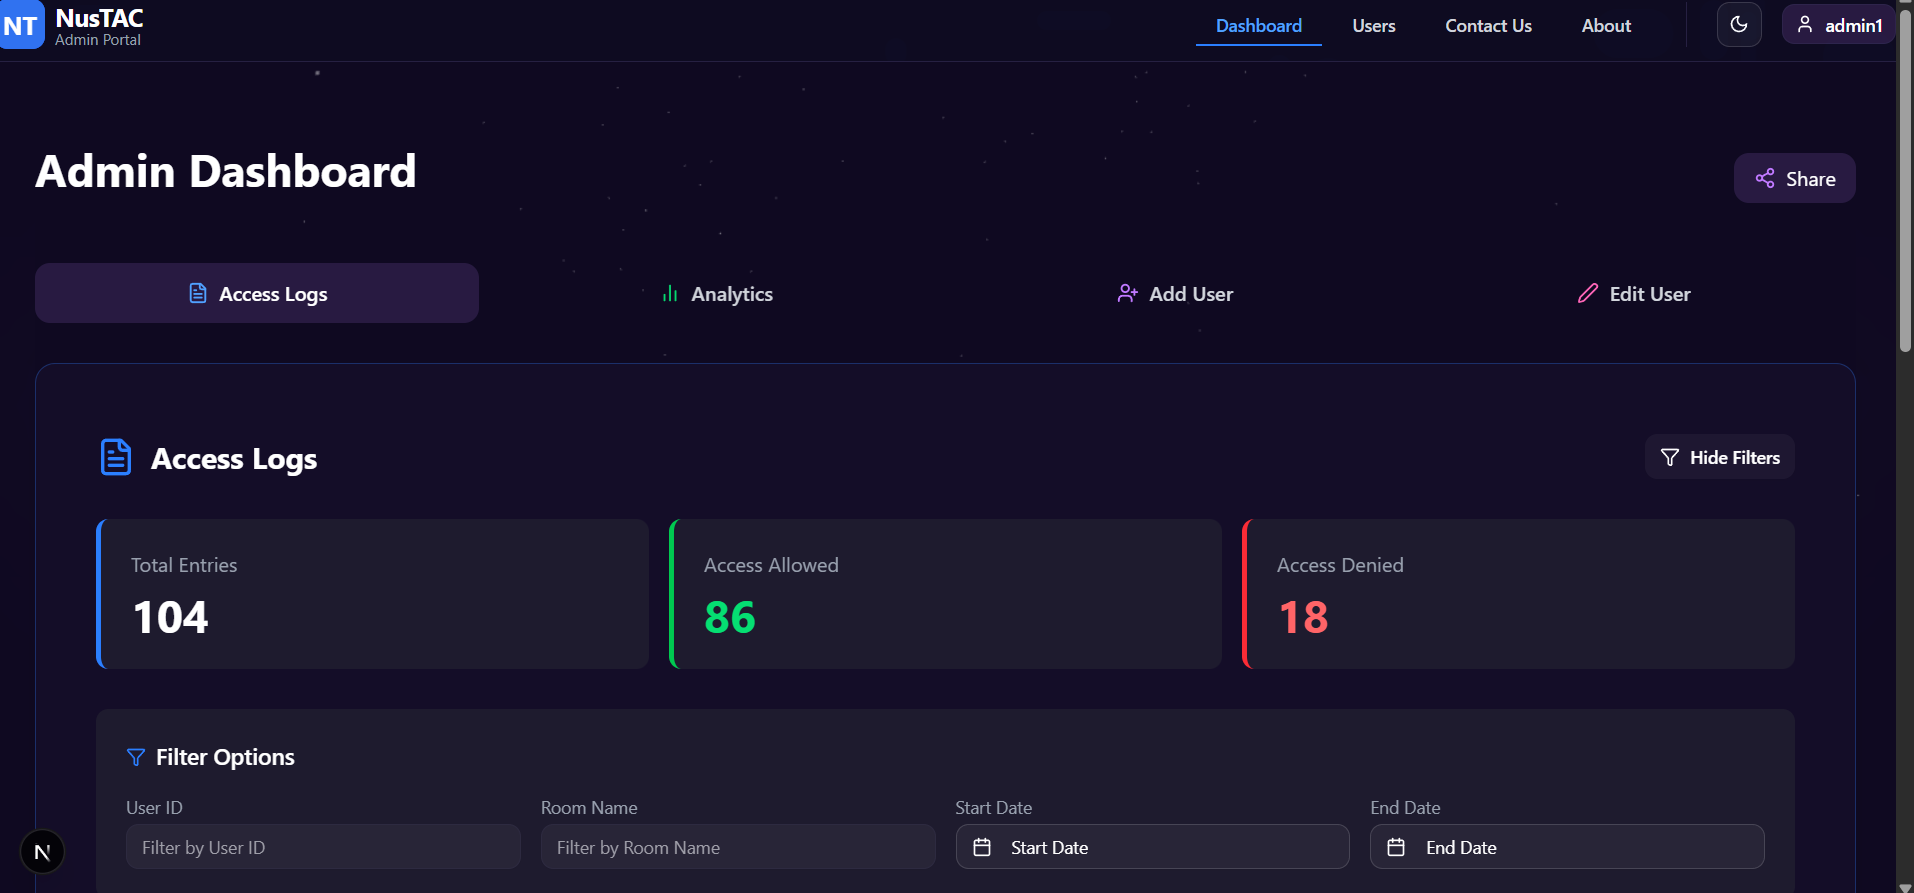 NT
NusTAC
Admin Portal
Dashboard
Users
Contact Us
About
admin1
Admin Dashboard
Share
Access Logs
Analytics
Add User
Edit User
Access Logs
Hide Filters
Total Entries
104
Access Allowed
86
Access Denied
18
Filter Options
User ID
Room Name
Start Date
End Date
Filter by User ID
Filter by Room Name
Start Date
End Date
N